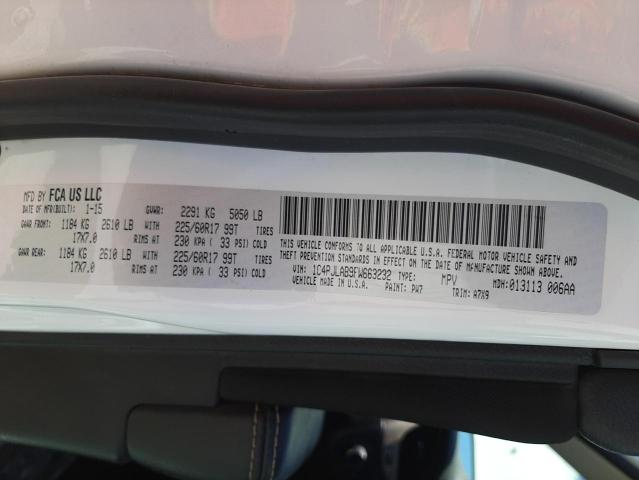 MFD BY FCA US LLC
DATE OF MFR(BUILT): 1-15 GVWR: 2291 KG 5050 LB
GAWR FRONT: 1184 KG 2610 LB WITH 225/60R17 99T TIRES
17X7.0 RIMS AT 230 KPA ( 33 PSI) COLD
GAWR REAR: 1184 KG 2610 LB WITH 225/60R17 99T TIRES
17X7.0 RIMS AT 230 KPA ( 33 PSI) COLD
THIS VEHICLE CONFORMS TO ALL APPLICABLE U.S.A. FEDERAL MOTOR VEHICLE SAFETY AND
THEFT PREVENTION STANDARDS IN EFFECT ON THE DATE OF MANUFACTURE SHOWN ABOVE.
VIN: 1C4PJLAB9FW663232 TYPE: MPV MDH:013113 006AA
VEHICLE MADE IN U.S.A. PAINT: PW7 TRIM: A7X9